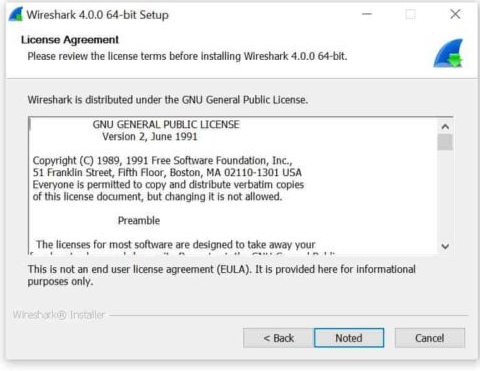 Wireshark 4.0.0 64-bit Setup
License Agreement
Please review the license terms before installing Wireshark 4.0.0 64-bit.
Wireshark is distributed under the GNU General Public License.
GNU GENERAL PUBLIC LICENSE
Version 2, June 1991
Copyright (C) 1989, 1991 Free Software Foundation, Inc.,
51 Franklin Street, Fifth Floor, Boston, MA 02110-1301 USA
Everyone is permitted to copy and distribute verbatim copies
of this license document, but changing it is not allowed.
Preamble
The licenses for most software are designed to take away your
This is not an end user license agreement (EULA). It is provided here for informational
purposes only.
Wireshark® Installer
< Back
Noted
Cancel